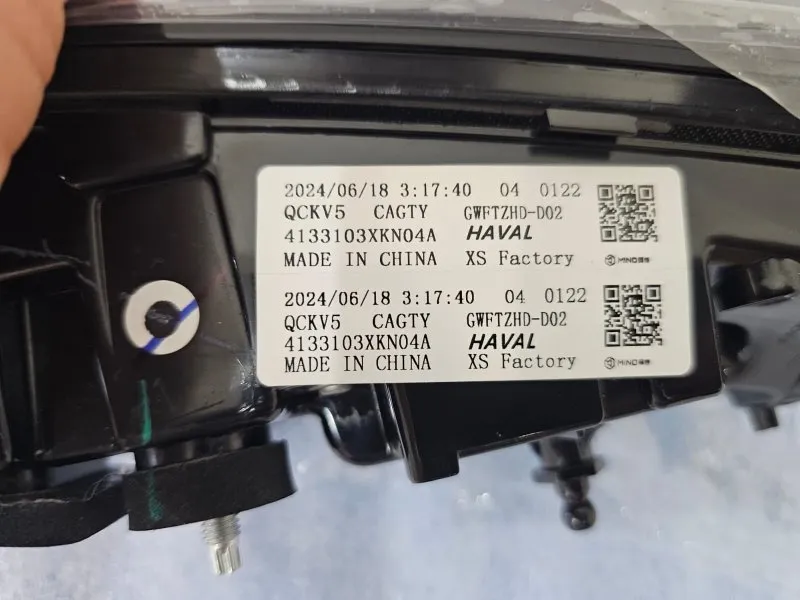 2024/06/18 3:17:40 04 0122
QCKV5 CAGTY GWFTZHD-D02
4133103XKN04A HAVAL
MADE IN CHINA XS Factory MIND
2024/06/18 3:17:40 04 0122
QCKV5 CAGTY GWFTZHD-D02
4133103XKN04A HAVAL
MADE IN CHINA XS Factory MIND